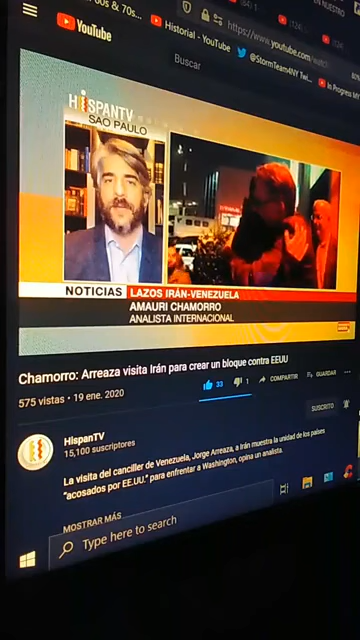 YouTube
Historial - YouTube
@StormTeam4NY Twi...
In Progress
https://www.youtube.com
Buscar
HISPANTV
SAO PAULO
NOTICIAS
LAZOS IRÁN-VENEZUELA
AMAURI CHAMORRO
ANALISTA INTERNACIONAL
Chamorro: Arreaza visita Irán para crear un bloque contra EEUU
575 vistas • 19 ene. 2020
33
1
COMPARTIR
GUARDAR
...
HispanTV
15,100 suscriptores
SUSCRITO
La visita del canciller de Venezuela, Jorge Arreaza, a Irán muestra la unidad de los países
"acosados por EE.UU." para enfrentar a Washington, opina un analista.
MOSTRAR MÁS
Type here to search